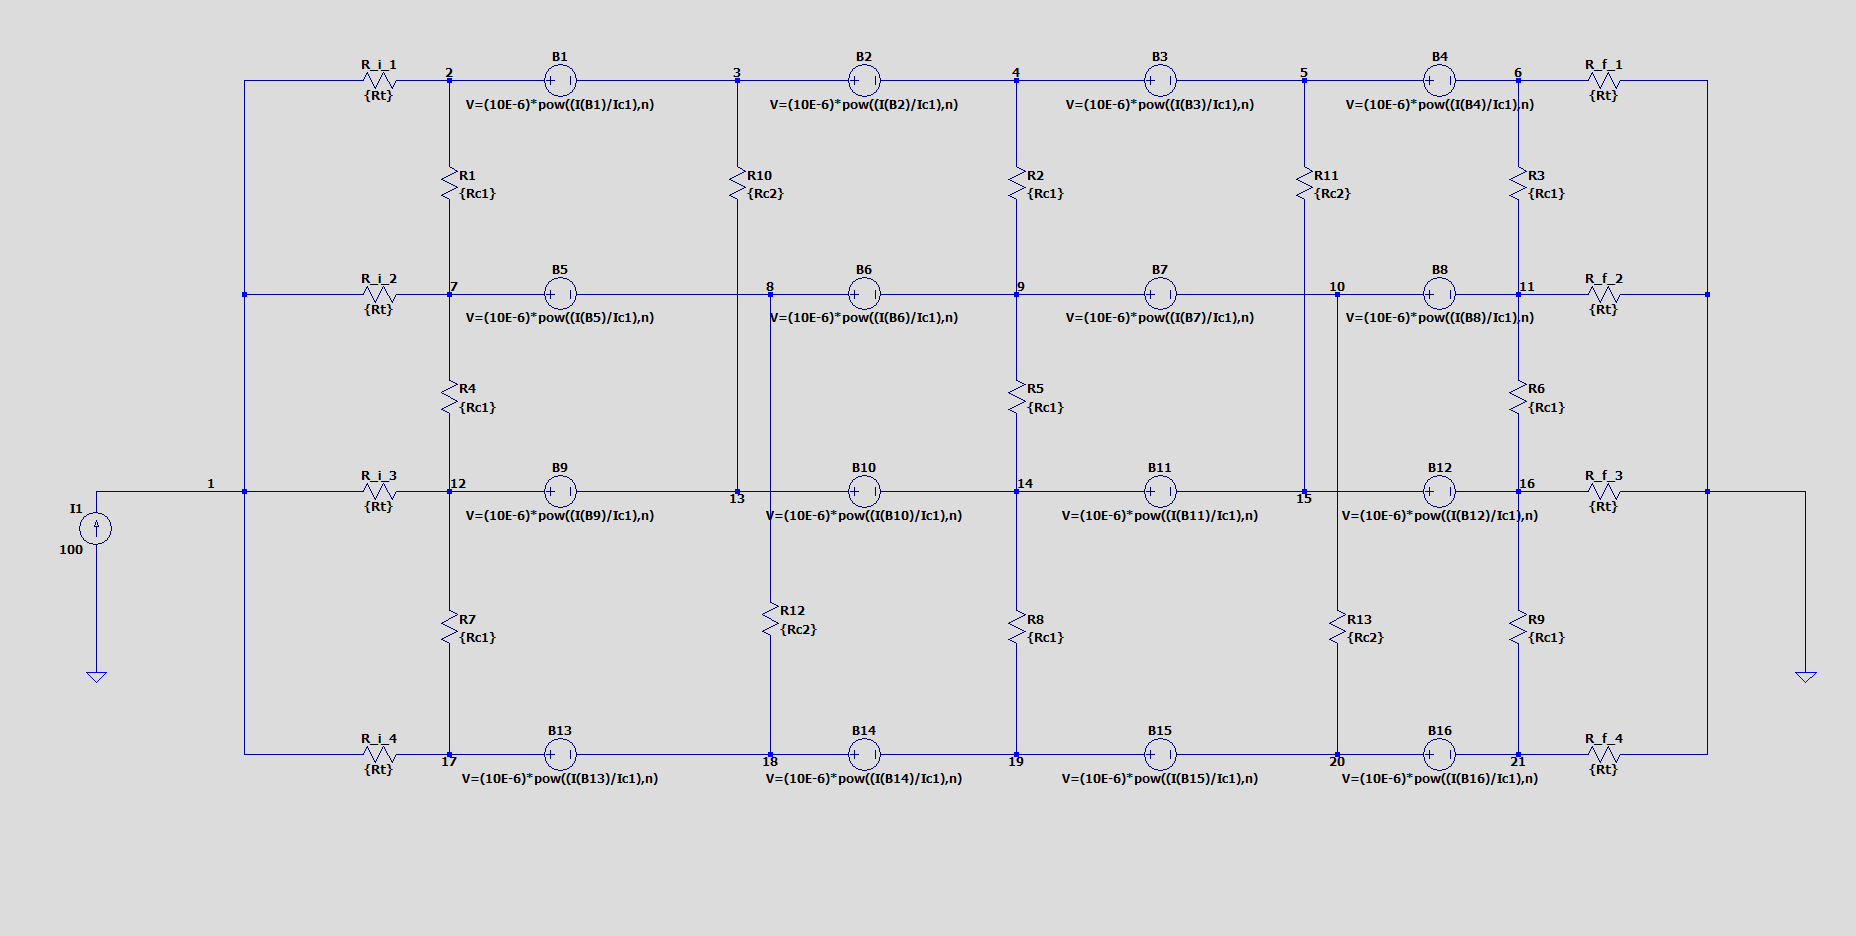 B1 B2 B3 B4
R_i_1 2 3 4 5 6 R_f_1
{Rt} {Rt}
V=(10E-6)*pow((I(B1)/Ic1),n) V=(10E-6)*pow((I(B2)/Ic1),n) V=(10E-6)*pow((I(B3)/Ic1),n) V=(10E-6)*pow((I(B4)/Ic1),n)
R1 R10 R2 R11 R3
{Rc1} {Rc2} {Rc1} {Rc2} {Rc1}
B5 B6 B7 B8
R_i_2 7 8 9 10 11 R_f_2
{Rt} {Rt}
V=(10E-6)*pow((I(B5)/Ic1),n) V=(10E-6)*pow((I(B6)/Ic1),n) V=(10E-6)*pow((I(B7)/Ic1),n) V=(10E-6)*pow((I(B8)/Ic1),n)
R4 R5 R6
{Rc1} {Rc1} {Rc1}
B9 B10 B11 B12
R_i_3 R_f_3
1 12 14 16
13 15
I1 {Rt} {Rt}
V=(10E-6)*pow((I(B9)/Ic1),n) V=(10E-6)*pow((I(B10)/Ic1),n) V=(10E-6)*pow((I(B11)/Ic1),n) V=(10E-6)*pow((I(B12)/Ic1),n)
100
R7 R12 R8 R13 R9
{Rc1} {Rc2} {Rc1} {Rc2} {Rc1}
B13 B14 B15 B16
R_i_4 R_f_4
17 18 19 20 21
{Rt} {Rt}
V=(10E-6)*pow((I(B13)/Ic1),n) V=(10E-6)*pow((I(B14)/Ic1),n) V=(10E-6)*pow((I(B15)/Ic1),n) V=(10E-6)*pow((I(B16)/Ic1),n)